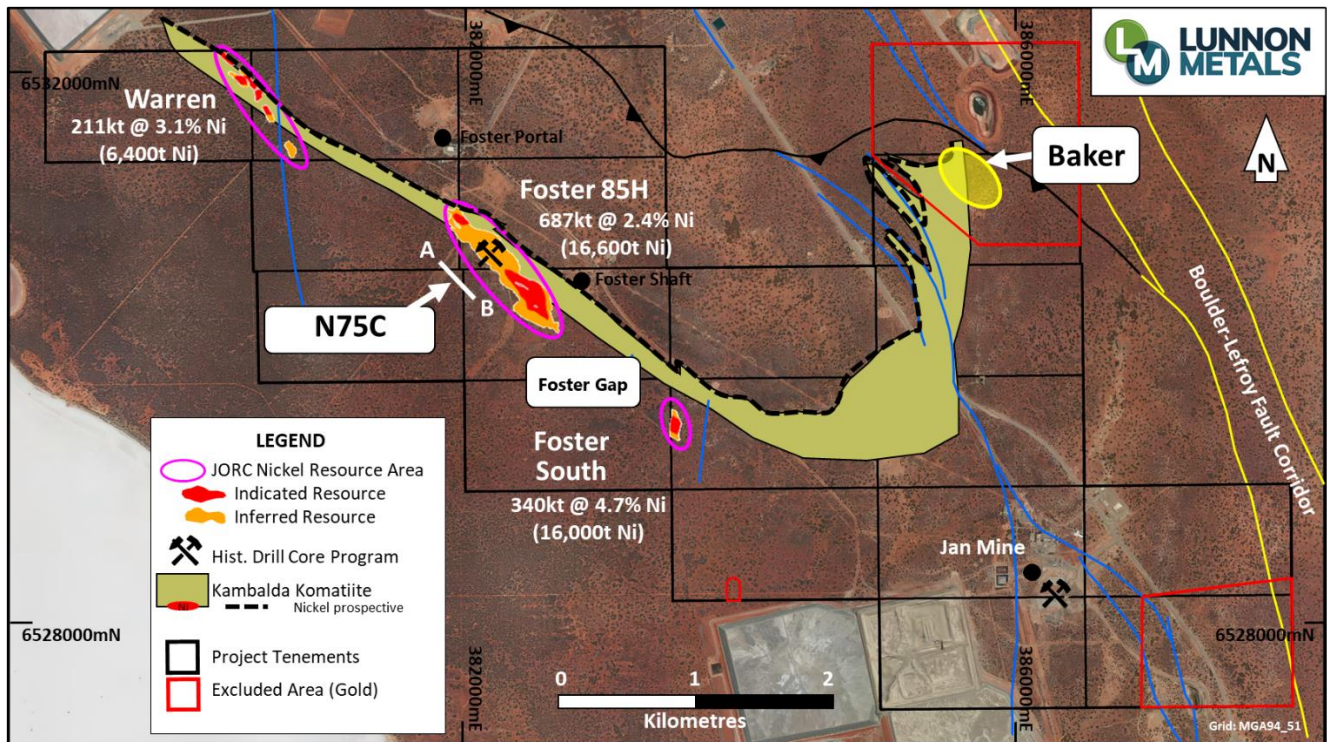 LM LUNNON
METALS
6532000mN
382000mE
386000mE
Warren
211kt @ 3.1% Ni
(6,400t Ni)
Foster Portal
Baker
N
Foster 85H
687kt @ 2.4% Ni
(16,600t Ni)
A
B
Foster Shaft
N75C
Boulder-Lefroy Fault Corridor
Foster Gap
Foster
South
340kt @ 4.7% Ni
(16,000t Ni)
Jan Mine
LEGEND
JORC Nickel Resource Area
Indicated Resource
Inferred Resource
Hist. Drill Core Program
Kambalda Komatiite
Ni
Nickel prospective
Project Tenements
Excluded Area (Gold)
6528000mN
6528000mN
382000mE
386000mE
0 1 2
Kilometres
Grid: MGA94_51